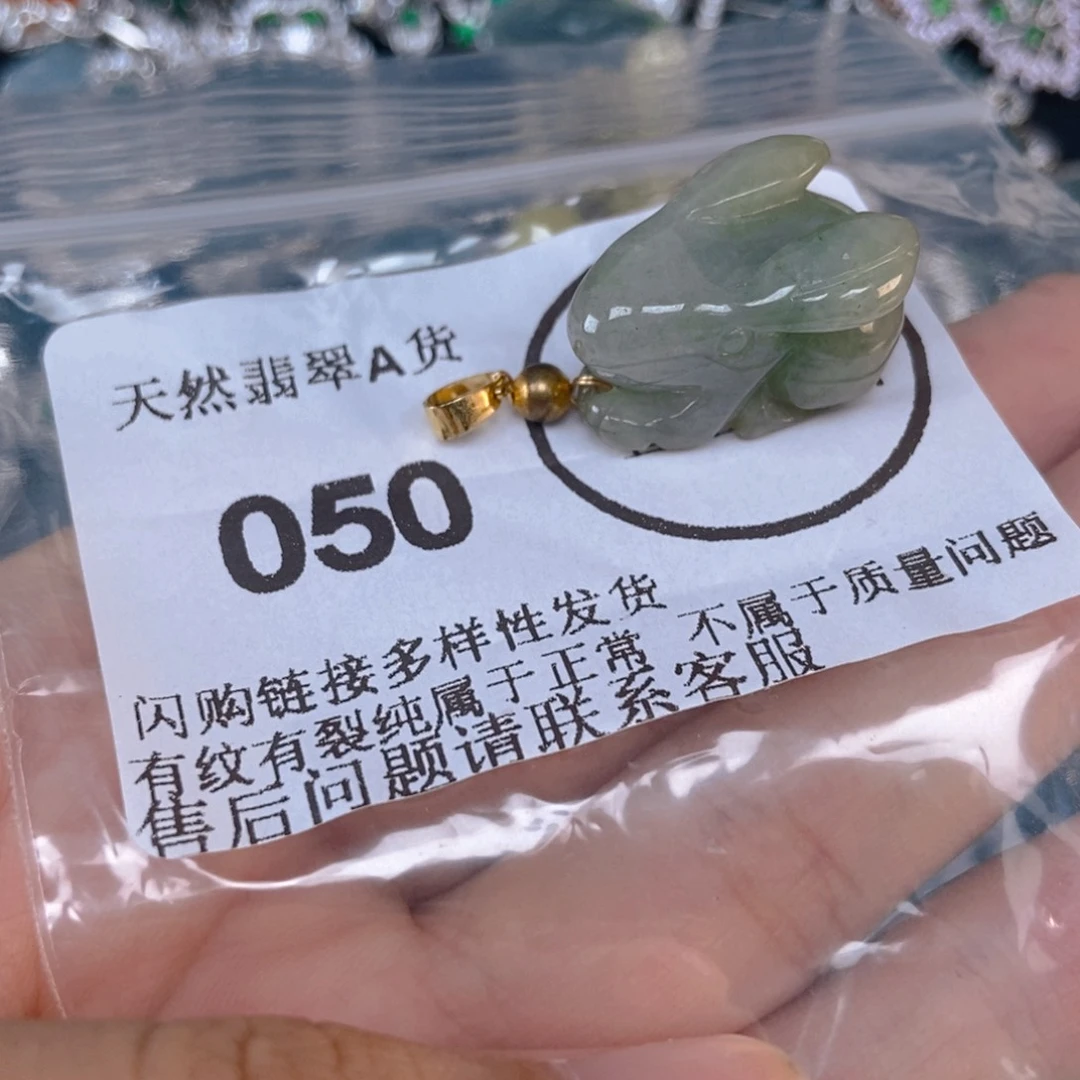 天然翡翠A货
050
闪购链接多样性发货
有纹有裂纯属于正常 不属于质量问题
售后问题请联系客服